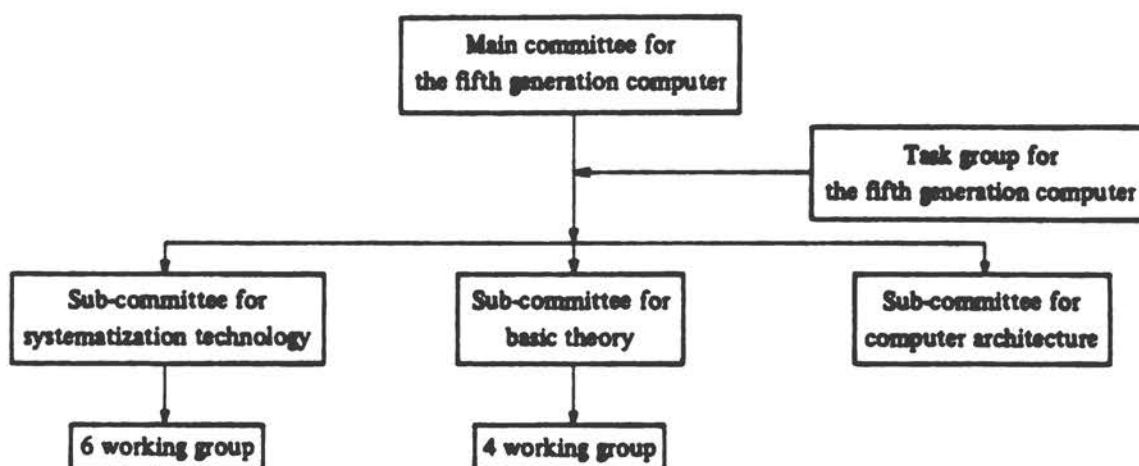 Main committee for
the fifth generation computer
Task group for
the fifth generation computer
Sub-committee for
systematization technology
Sub-committee for
basic theory
Sub-committee for
computer architecture
6 working group
4 working group